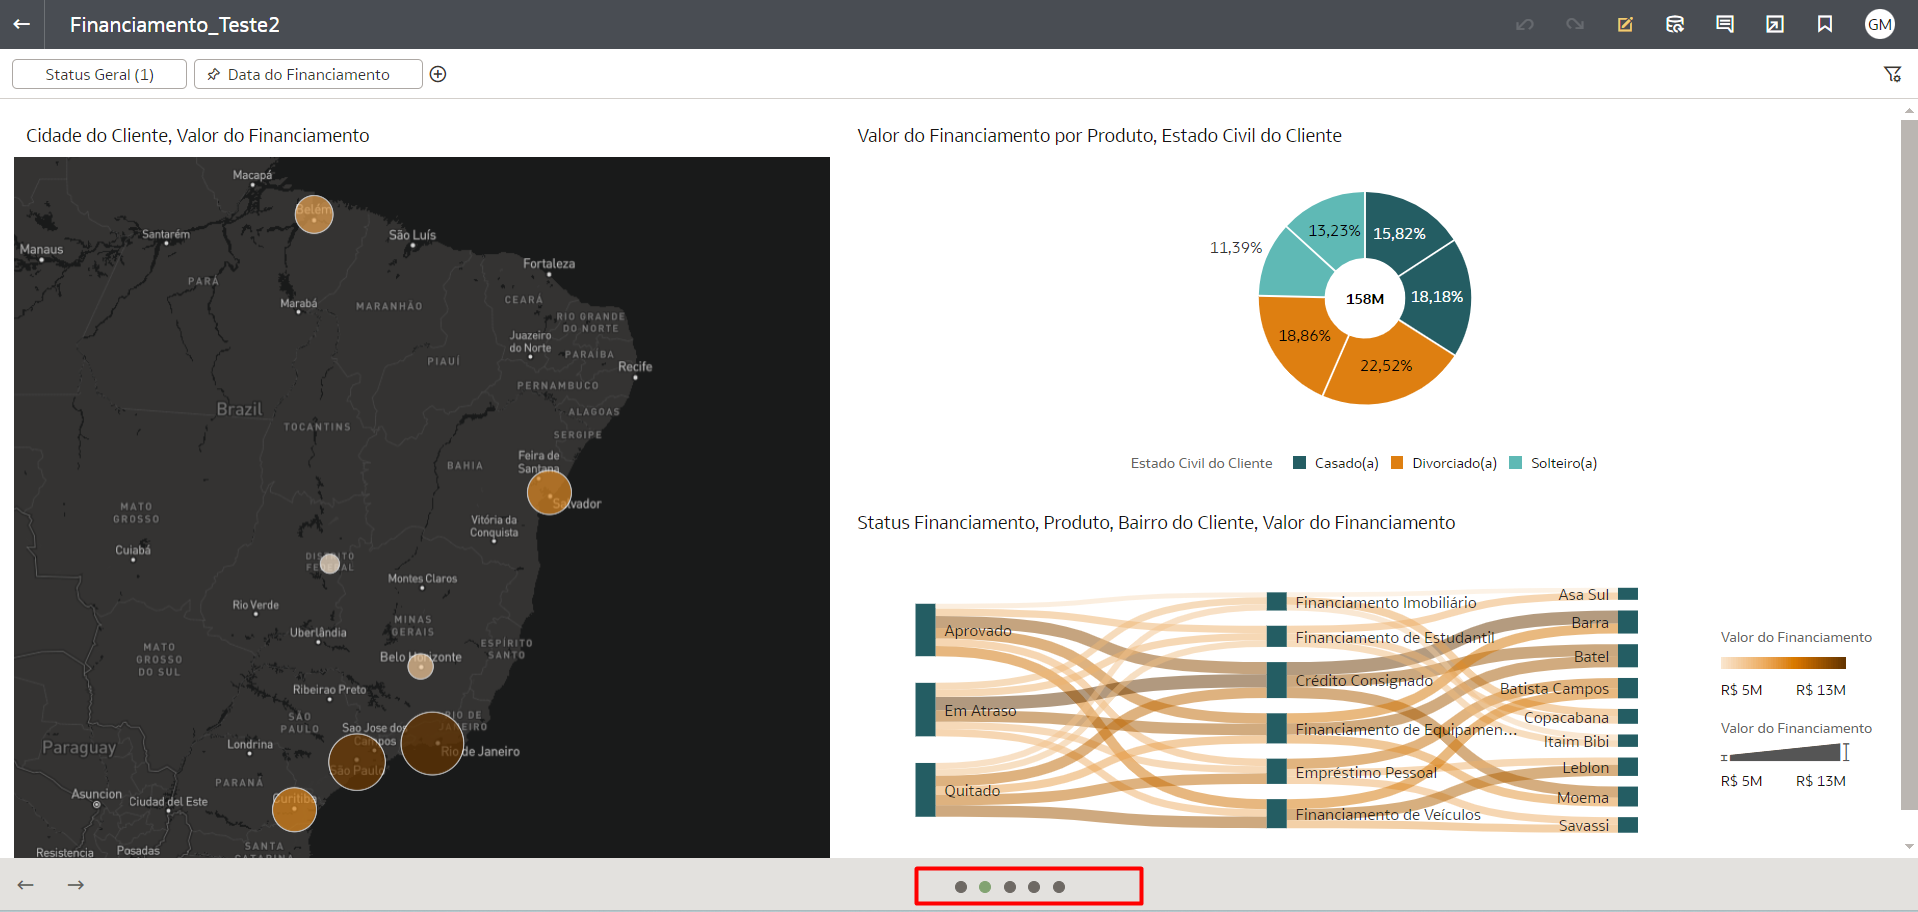 Financiamento_Teste2
GM
Status Geral (1)
Data do Financiamento
Cidade do Cliente, Valor do Financiamento
Macapá
Belém
Santarém
São Luís
Manaus
Fortaleza
PARÁ
CEARÁ
Marabá
MARANHÃO
RIO GRANDE
DO NORTE
Juazeiro
do Norte
PARAÍBA
PIAUÍ
Recife
PERNAMBUCO
Brazil
ALAGOAS
TOCANTINS
SERGIPE
Feira de
Santana
BAHIA
Salvador
MATO
GROSSO
Vitória da
Conquista
Cuiabá
DISTRITO
FEDERAL
Montes Claros
Rio Verde
MINAS
GERAIS
Uberlândia
ESPÍRITO
SANTO
MATO
GROSSO
DO SUL
Belo Horizonte
Ribeirao Preto
SÃO
PAULO
RIO DE
JANEIRO
Sao Jose dos
Campos
Londrina
Rio de Janeiro
Paraguay
São Paulo
PARANÁ
Asuncion
Ciudad del Este
Curitiba
SANTA
CATARINA
Resistencia
Posadas
Valor do Financiamento por Produto, Estado Civil do Cliente
13,23%
15,82%
11,39%
158M
18,18%
18,86%
22,52%
Estado Civil do Cliente
Casado(a)
Divorciado(a)
Solteiro(a)
Status Financiamento, Produto, Bairro do Cliente, Valor do Financiamento
Aprovado
Em Atraso
Quitado
Financiamento Imobiliário
Financiamento de Estudantil
Crédito Consignado
Financiamento de Equipamen...
Empréstimo Pessoal
Financiamento de Veículos
Asa Sul
Barra
Batel
Batista Campos
Copacabana
Itaim Bibi
Leblon
Moema
Savassi
Valor do Financiamento
R$ 5M R$ 13M
Valor do Financiamento
R$ 5M R$ 13M